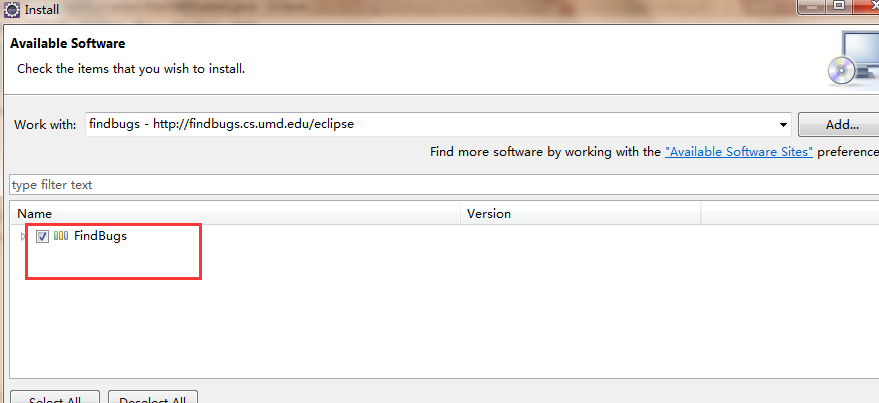 Install
Available Software
Check the items that you wish to install.
Work with: findbugs - http://findbugs.cs.umd.edu/eclipse Add...
Find more software by working with the "Available Software Sites" preference
type filter text
Name Version
FindBugs
Select All Deselect All